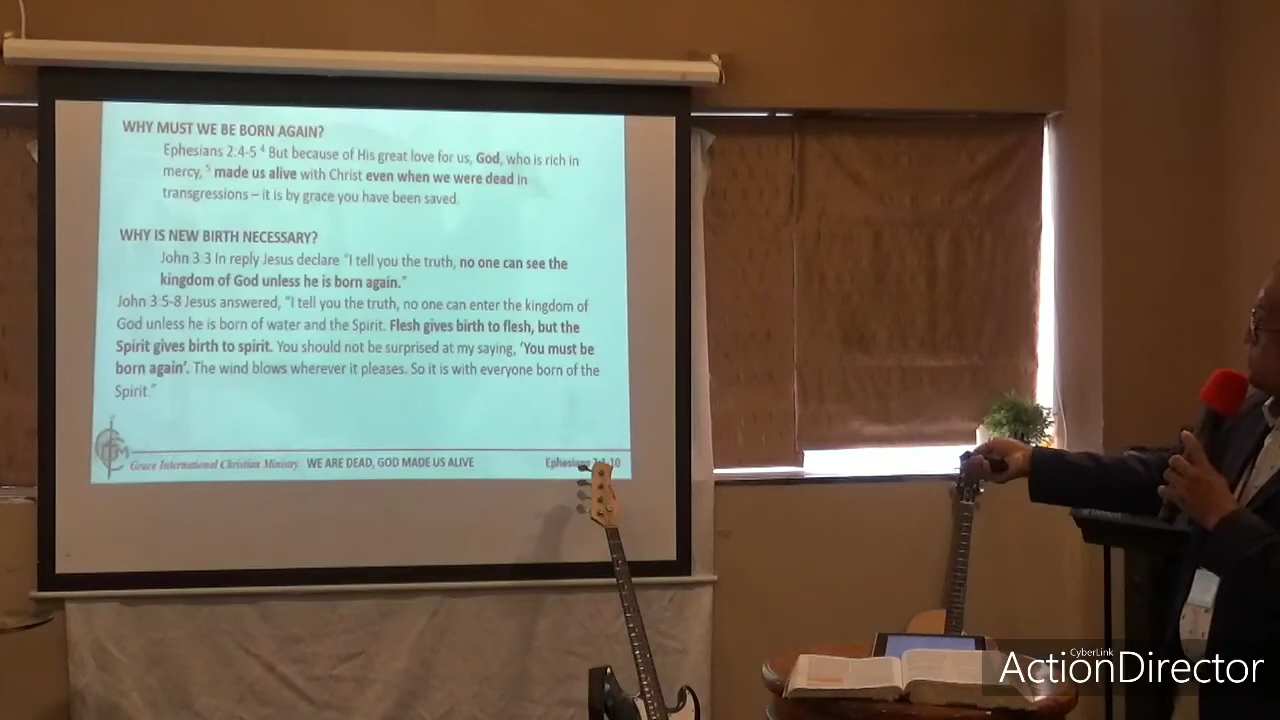 WHY MUST WE BE BORN AGAIN?
Ephesians 2:4-5 ⁴ But because of His great love for us, God, who is rich in
mercy, ⁵ made us alive with Christ even when we were dead in
transgressions – it is by grace you have been saved.
WHY IS NEW BIRTH NECESSARY?
John 3:3 In reply Jesus declare “I tell you the truth, no one can see the
kingdom of God unless he is born again.”
John 3:5-8 Jesus answered, “I tell you the truth, no one can enter the kingdom of
God unless he is born of water and the Spirit. Flesh gives birth to flesh, but the
Spirit gives birth to spirit. You should not be surprised at my saying, ‘You must be
born again’. The wind blows wherever it pleases. So it is with everyone born of the
Spirit.”
Grace International Christian Ministry WE ARE DEAD, GOD MADE US ALIVE Ephesians
CyberLink
ActionDirector